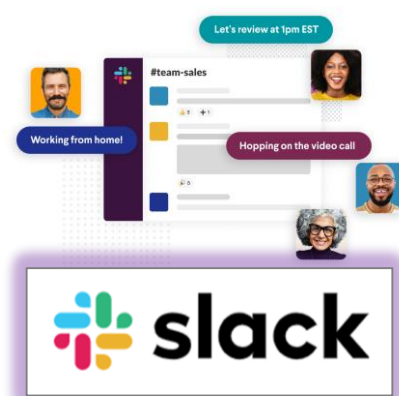 Let's review at 1pm EST
#team-sales
Working from home!
Hopping on the video call
slack